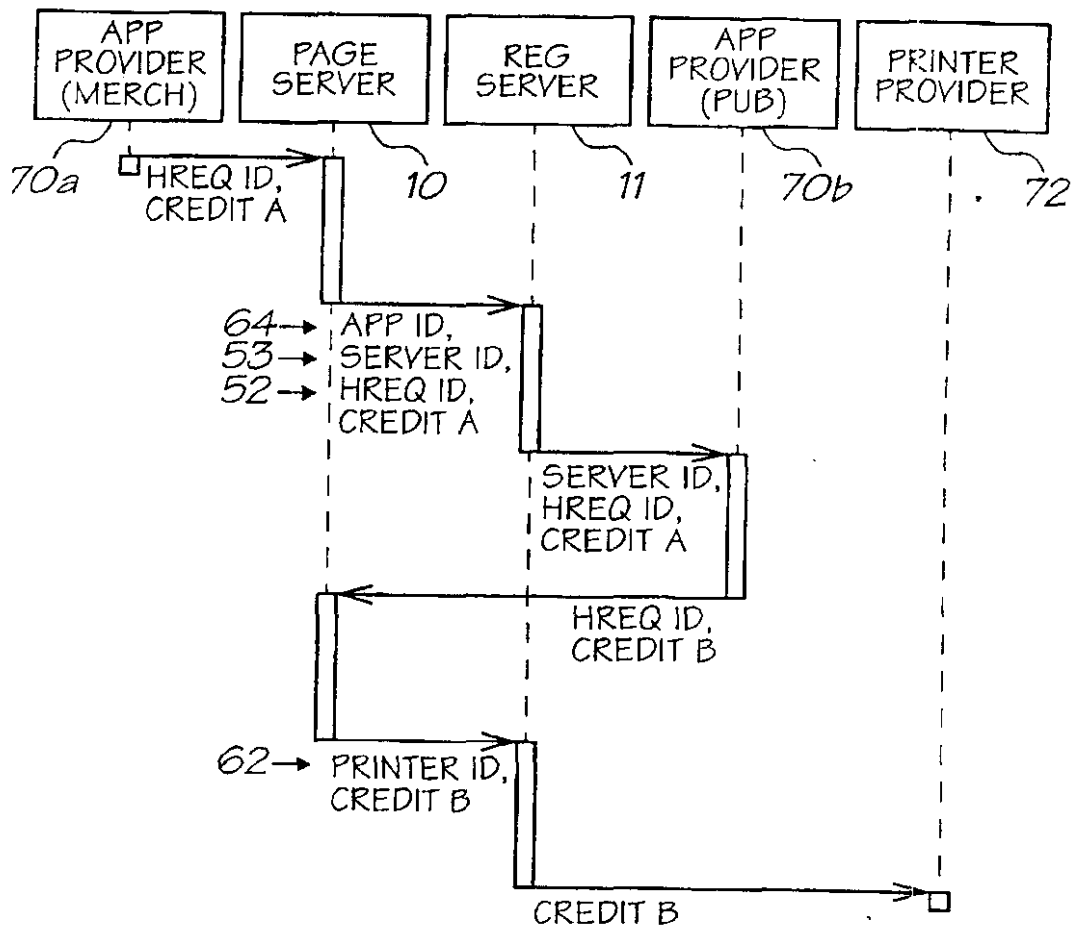 APP
PROVIDER
(MERCH)
PAGE
SERVER
REG
SERVER
APP
PROVIDER
(PUB)
PRINTER
PROVIDER
70a
10
11
70b
72
HREQ ID,
CREDIT A
64→ APP ID,
53→ SERVER ID,
52→ HREQ ID,
CREDIT A
SERVER ID,
HREQ ID,
CREDIT A
HREQ ID,
CREDIT B
62→ PRINTER ID,
CREDIT B
CREDIT B